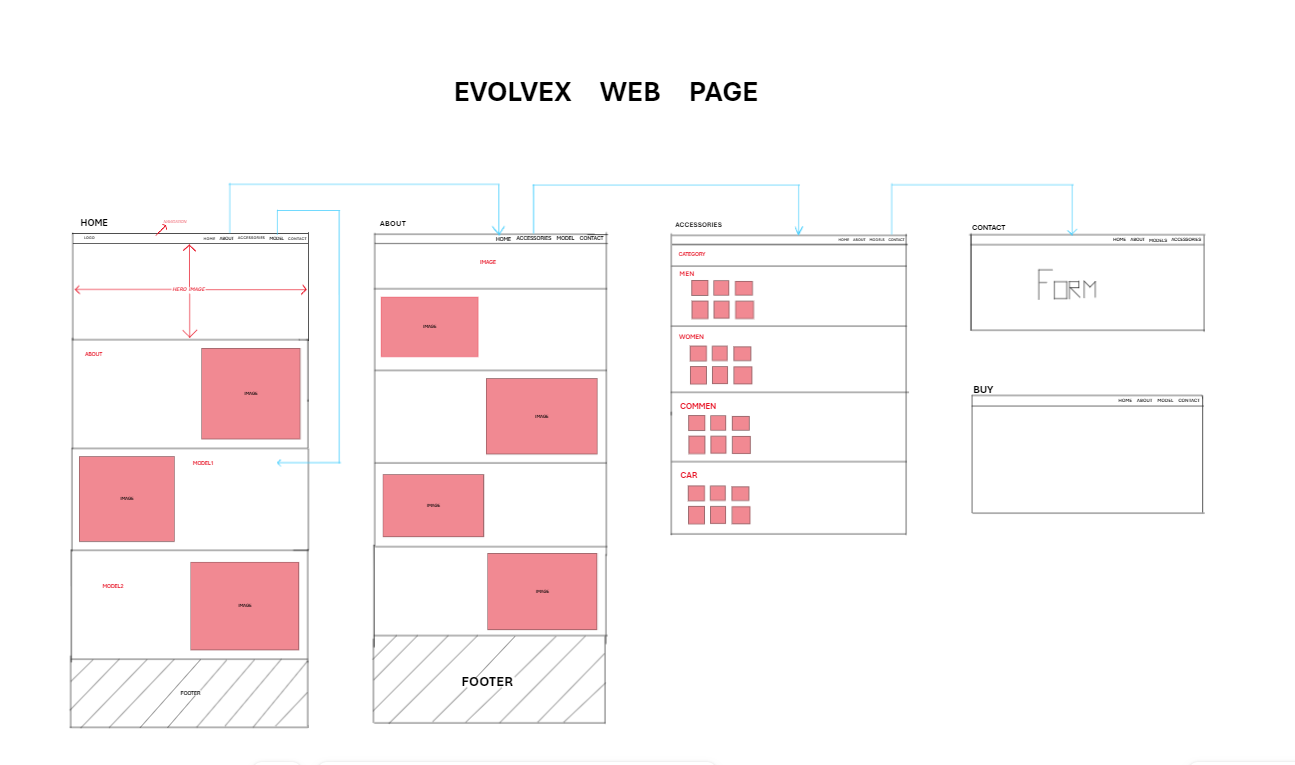 EVOLVEX WEB PAGE
HOME
LOGO
HOME ABOUT ACCESSORIES MODEL CONTACT
HERO IMAGE
ABOUT
IMAGE
IMAGE
MODEL1
MODEL2
IMAGE
FOOTER
ABOUT
HOME ACCESSORIES MODEL CONTACT
IMAGE
IMAGE
IMAGE
IMAGE
IMAGE
FOOTER
ACCESSORIES
HOME ABOUT MODELS CONTACT
CATEGORY
MEN
WOMEN
COMMEN
CAR
CONTACT
HOME ABOUT MODELS ACCESSORIES
FORM
BUY
HOME ABOUT MODEL CONTACT